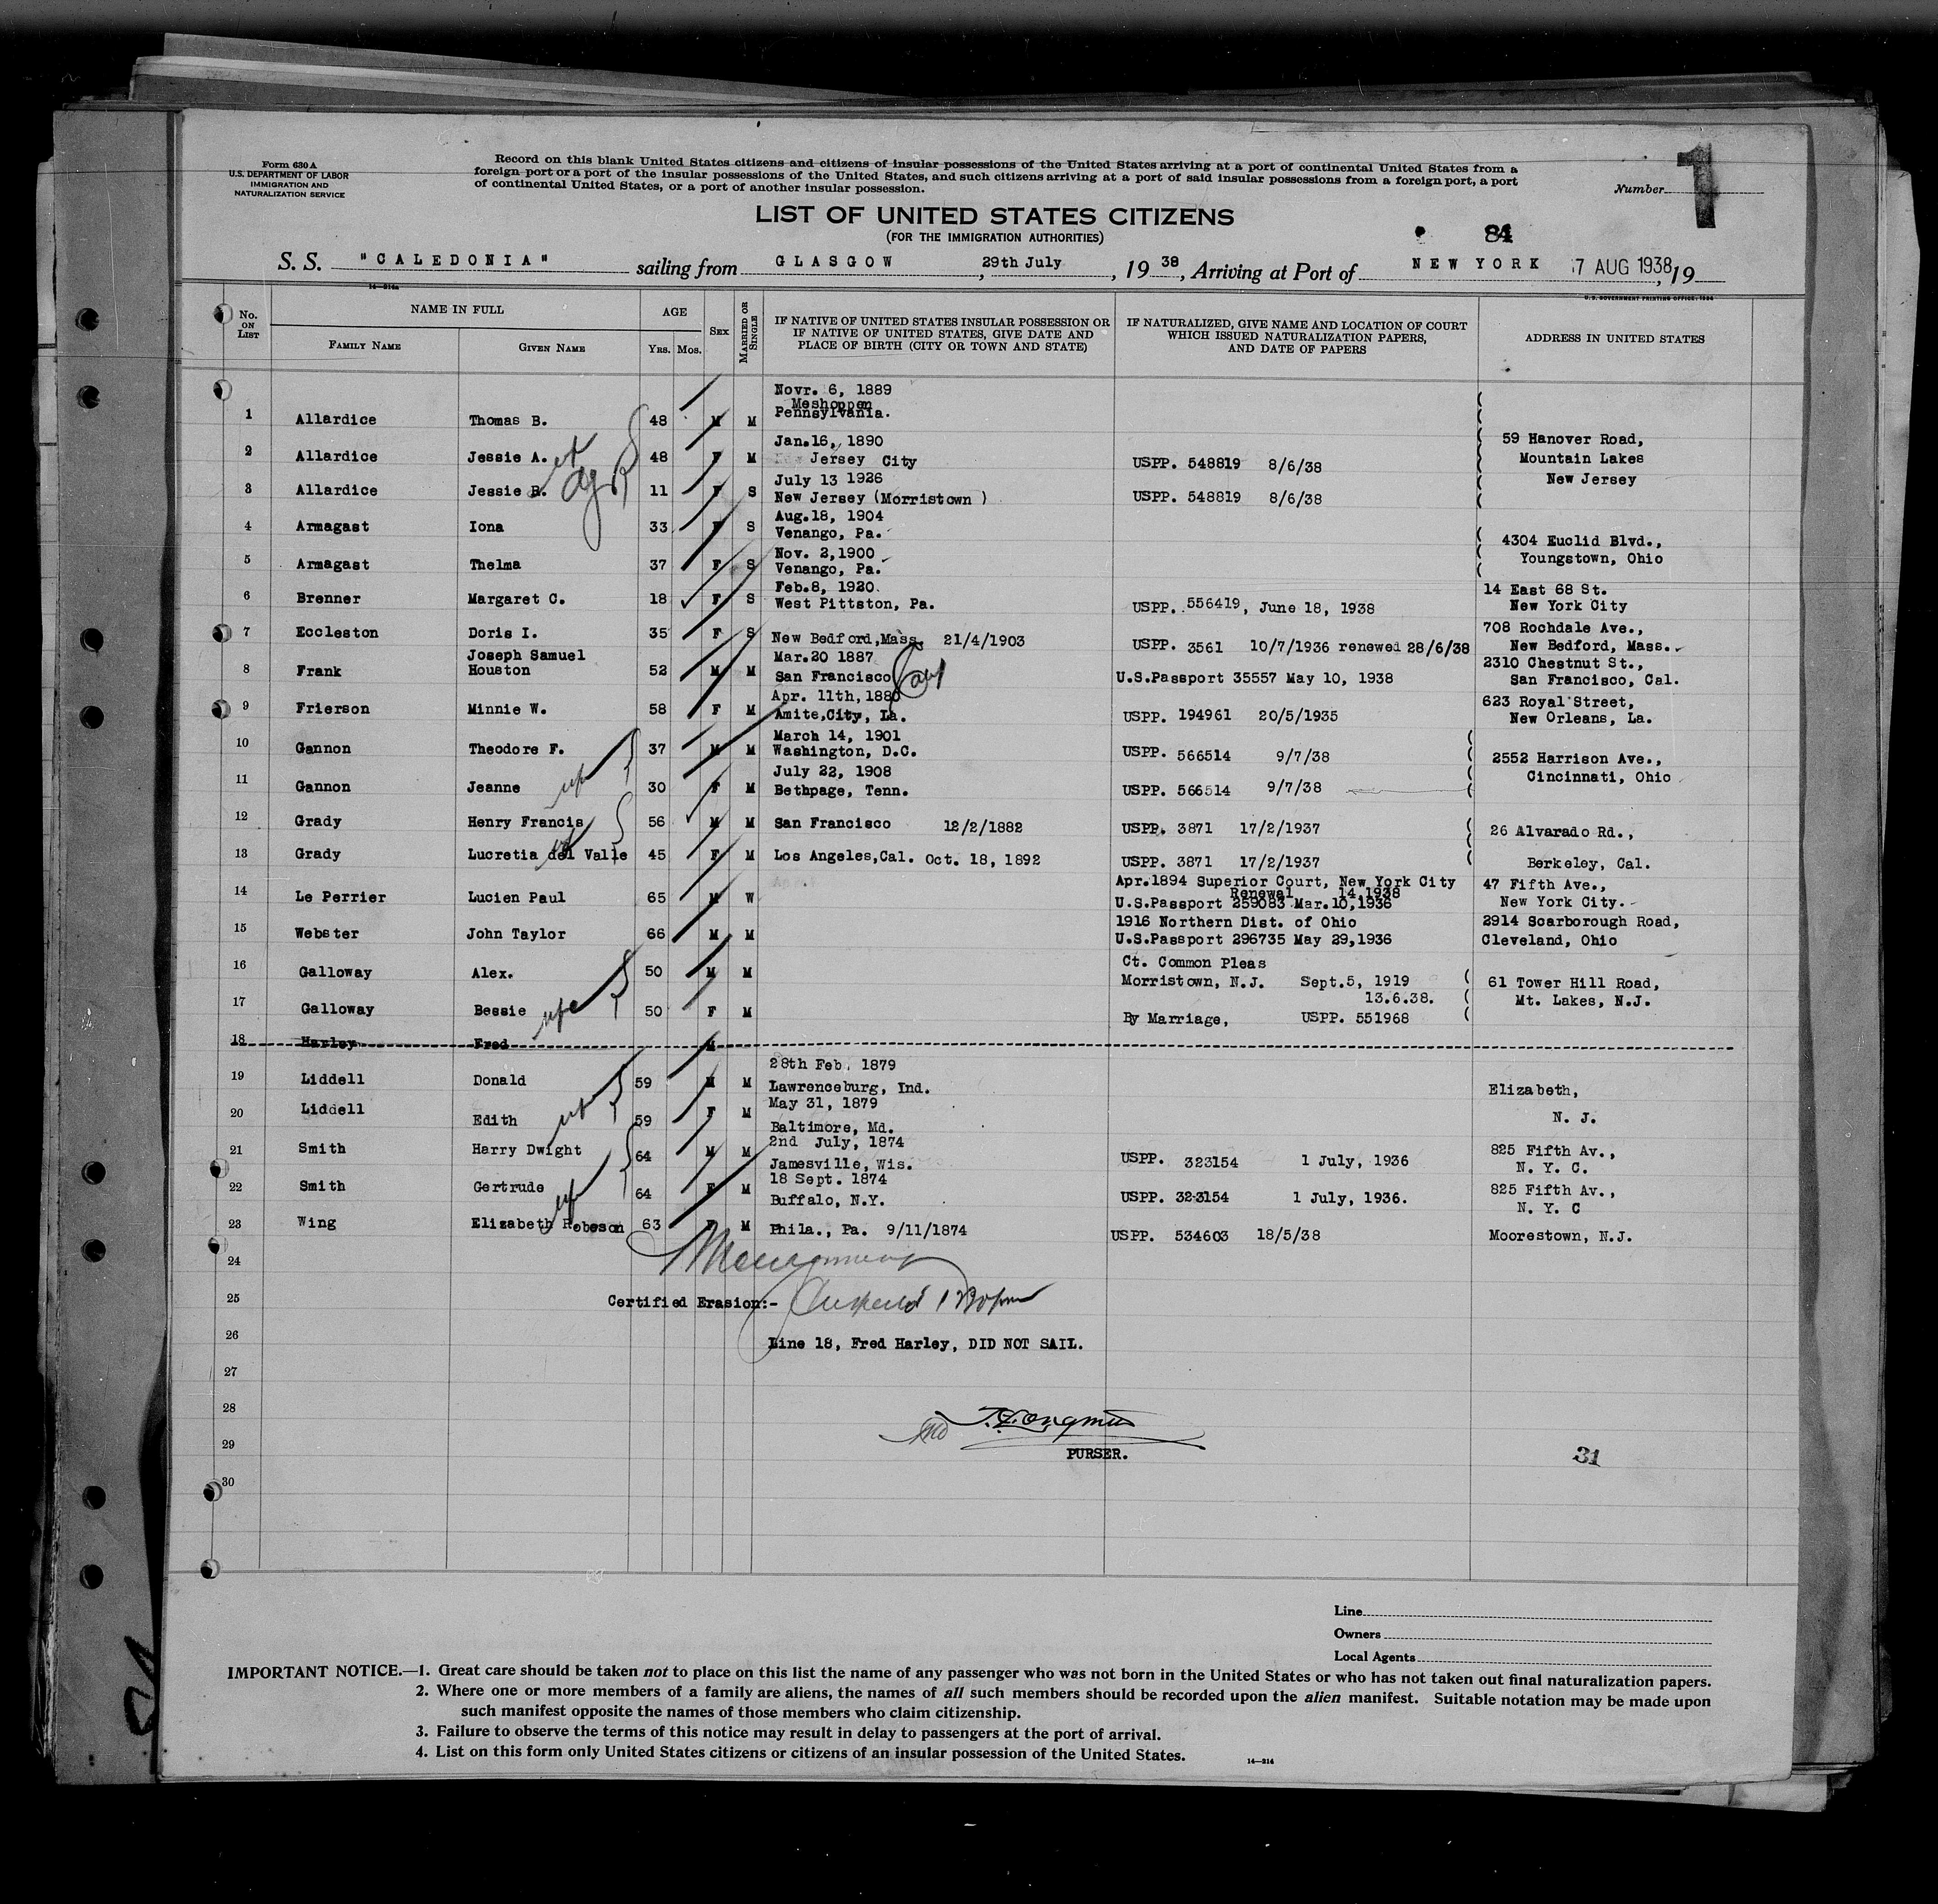 Form 630 A
U.S. DEPARTMENT OF LABOR
IMMIGRATION AND
NATURALIZATION SERVICE
Record on this blank United States citizens and citizens of insular possessions of the United States arriving at a port of continental United States from a
foreign port or a port of the insular possessions of the United States, and such citizens arriving at a port of said insular possessions from a foreign port, a port
of continental United States, or a port of another insular possession.
Number 1
LIST OF UNITED STATES CITIZENS
(FOR THE IMMIGRATION AUTHORITIES)
84
S. S. "CALEDONIA" sailing from GLASGOW, 29th July, 1938, Arriving at Port of NEW YORK 7 AUG 1938, 19
14—214a
U.S. GOVERNMENT PRINTING OFFICE: 1934
No. ON LIST
NAME IN FULL
FAMILY NAME
GIVEN NAME
AGE
YRS. MOS.
SEX
MARRIED OR SINGLE
IF NATIVE OF UNITED STATES INSULAR POSSESSION OR
IF NATIVE OF UNITED STATES, GIVE DATE AND
PLACE OF BIRTH (CITY OR TOWN AND STATE)
IF NATURALIZED, GIVE NAME AND LOCATION OF COURT
WHICH ISSUED NATURALIZATION PAPERS,
AND DATE OF PAPERS
ADDRESS IN UNITED STATES
Novr. 6, 1889
Meshoppen
1 Allardice Thomas B. 48 M M Pennsylvania.
Jan.16, 1890
59 Hanover Road,
2 Allardice Jessie A. 48 F M Jersey City USPP. 548819 8/6/38 Mountain Lakes
July 13 1926
New Jersey
3 Allardice Jessie B. 11 F S New Jersey (Morristown ) USPP. 548819 8/6/38
Aug.18, 1904
4 Armagast Iona 33 F S Venango, Pa.
Nov. 2,1900
4304 Euclid Blvd.,
5 Armagast Thelma 37 F S Venango, Pa. Youngstown, Ohio
Feb.8, 1920. 14 East 68 St.
6 Brenner Margaret C. 18 F S West Pittston, Pa. USPP. 556419, June 18, 1938 New York City
708 Rochdale Ave.,
7 Eccleston Doris I. 35 F S New Bedford,Mass. 21/4/1903 USPP. 3561 10/7/1936 renewed 28/6/38 New Bedford, Mass.
Joseph Samuel Mar.20 1887 2310 Chestnut St.,
8 Frank Houston 52 M M San Francisco U.S.Passport 35557 May 10, 1938 San Francisco, Cal.
Apr. 11th,1880 623 Royal Street,
9 Frierson Minnie W. 58 F M Amite,City, La. USPP. 194961 20/5/1935 New Orleans, La.
March 14, 1901
10 Gannon Theodore F. 37 M M Washington, D.C. USPP. 566514 9/7/38 2552 Harrison Ave.,
July 22, 1908 Cincinnati, Ohio
11 Gannon Jeanne 30 F M Bethpage, Tenn. USPP. 566514 9/7/38
12 Grady Henry Francis 56 M M San Francisco 12/2/1882 USPP. 3871 17/2/1937 26 Alvarado Rd.,
13 Grady Lucretia del Valle 45 F M Los Angeles,Cal. Oct. 18, 1892 USPP. 3871 17/2/1937 Berkeley, Cal.
Apr.1894 Superior Court, New York City 47 Fifth Ave.,
Renewal 14,1938
14 Le Perrier Lucien Paul 65 M W U.S.Passport 259083 Mar.10,1936 New York City.
1916 Northern Dist. of Ohio 2914 Scarborough Road,
15 Webster John Taylor 66 M M U.S.Passport 296735 May 29,1936 Cleveland, Ohio
Ct. Common Pleas
16 Galloway Alex. 50 M M Morristown, N.J. Sept.5, 1919 61 Tower Hill Road,
13.6.38. Mt. Lakes, N.J.
17 Galloway Bessie 50 F M By Marriage, USPP. 551968
18 Harley Fred M
28th Feb. 1879
19 Liddell Donald 59 M M Lawrenceburg, Ind. Elizabeth,
May 31, 1879
20 Liddell Edith 59 F M Baltimore, Md. N. J.
2nd July, 1874 825 Fifth Av.,
21 Smith Harry Dwight 64 M M Jamesville, Wis. USPP. 323154 1 July, 1936 N. Y. C.
18 Sept. 1874 825 Fifth Av.,
22 Smith Gertrude 64 F M Buffalo, N.Y. USPP. 323154 1 July, 1936. N. Y. C
23 Wing Elizabeth Robeson 63 F M Phila., Pa. 9/11/1874 USPP. 534603 18/5/38 Moorestown, N.J.
24
25 Certified Erasion:-
26 Line 18, Fred Harley, DID NOT SAIL.
27
28
29 PURSER. 31
30
Line
Owners
Local Agents
IMPORTANT NOTICE.—1. Great care should be taken not to place on this list the name of any passenger who was not born in the United States or who has not taken out final naturalization papers.
2. Where one or more members of a family are aliens, the names of all such members should be recorded upon the alien manifest. Suitable notation may be made upon
such manifest opposite the names of those members who claim citizenship.
3. Failure to observe the terms of this notice may result in delay to passengers at the port of arrival.
4. List on this form only United States citizens or citizens of an insular possession of the United States.
14—214